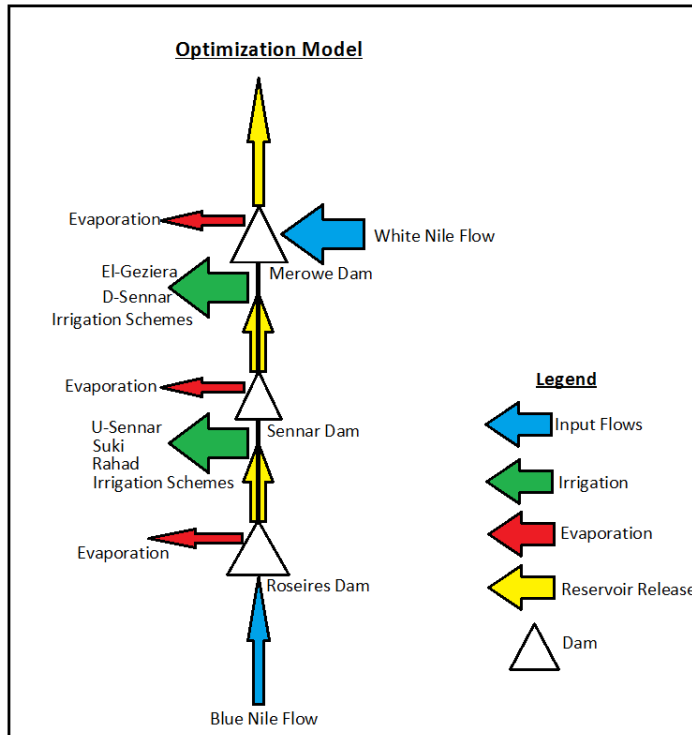 Optimization Model
Evaporation
White Nile Flow
Merowe Dam
El-Geziera
D-Sennar
Irrigation Schemes
Evaporation
Sennar Dam
U-Sennar
Suki
Rahad
Irrigation Schemes
Evaporation
Roseires Dam
Blue Nile Flow
Legend
Input Flows
Irrigation
Evaporation
Reservoir Release
Dam